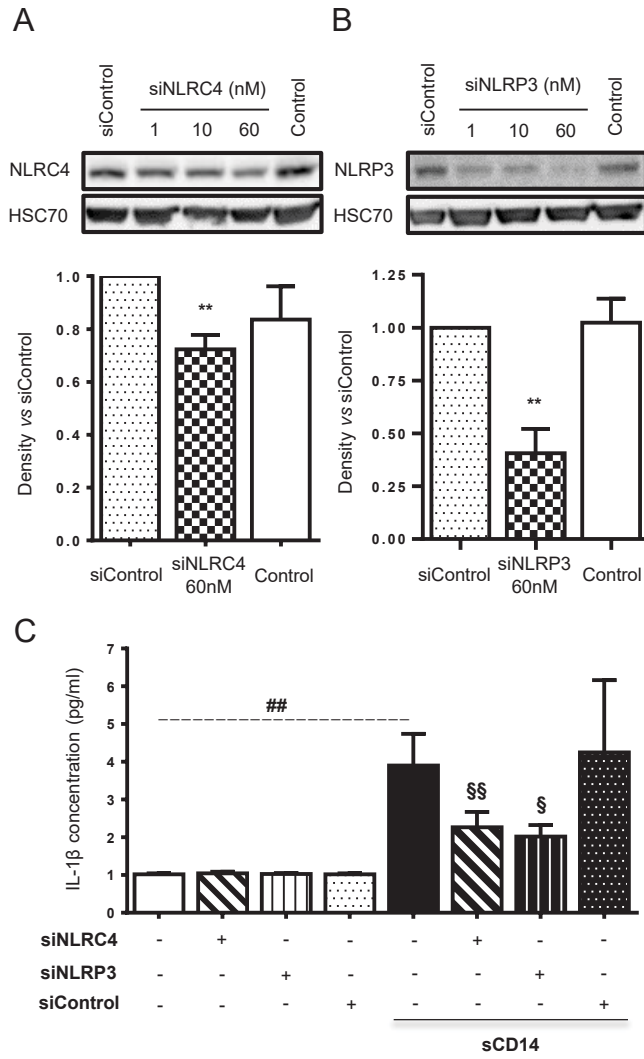 A
siControl
siNLRC4 (nM)
1 10 60
Control
NLRC4
HSC70
Density vs siControl
1.0
0.8
0.6
0.4
0.2
0.0
**
siControl
siNLRC4
60nM
Control
B
siControl
siNLRP3 (nM)
1 10 60
Control
NLRP3
HSC70
Density vs siControl
1.25
1.00
0.75
0.50
0.25
0.00
**
siControl
siNLRP3
60nM
Control
C
IL-1β concentration (pg/ml)
7
6
5
4
3
2
1
0
##
§§
§
siNLRC4 - + - - - + - -
siNLRP3 - - + - - - + -
siControl - - - + - - - +
sCD14